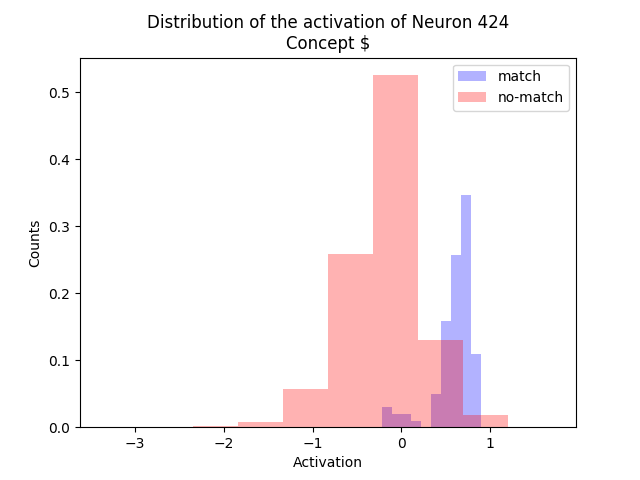 Distribution of the activation of Neuron 424
Concept $
match
no-match
0.5
0.4
0.3
0.2
0.1
0.0
Counts
−3
−2
−1
0
1
Activation